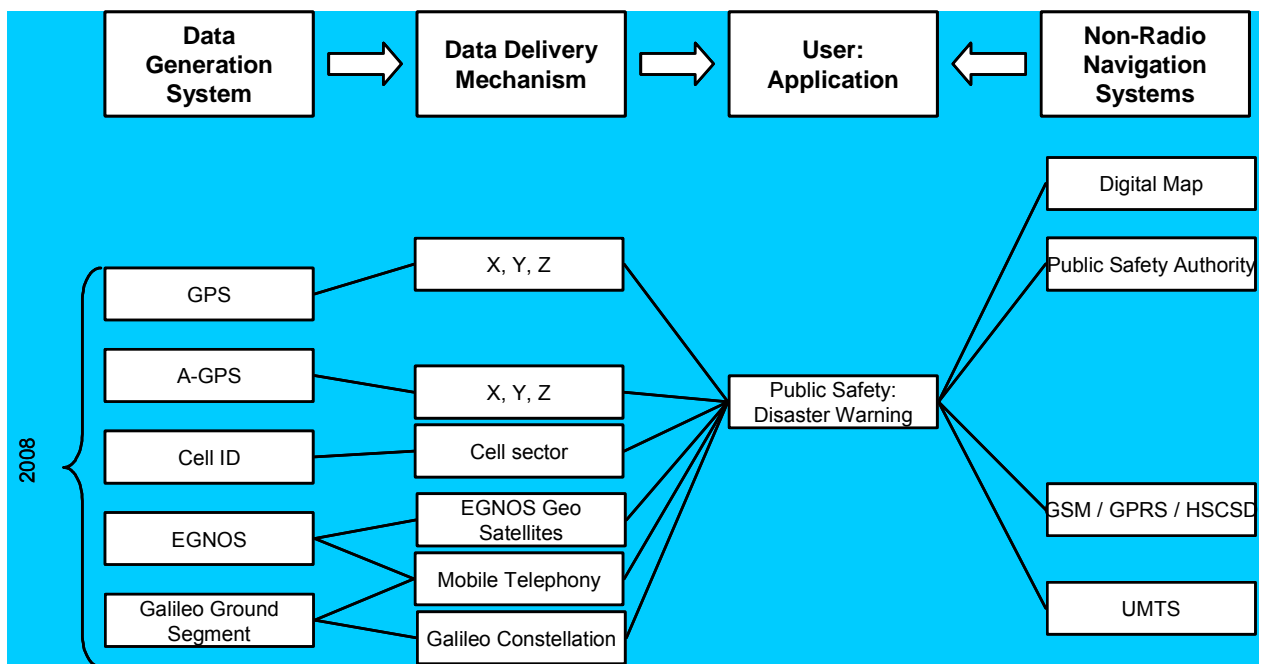 Data
Generation
System
Data Delivery
Mechanism
User:
Application
Non-Radio
Navigation
Systems
Digital Map
Public Safety Authority
X, Y, Z
GPS
A-GPS
X, Y, Z
Public Safety:
Disaster Warning
2008
Cell ID
Cell sector
EGNOS
EGNOS Geo
Satellites
GSM / GPRS / HSCSD
Mobile Telephony
Galileo Ground
Segment
Galileo Constellation
UMTS